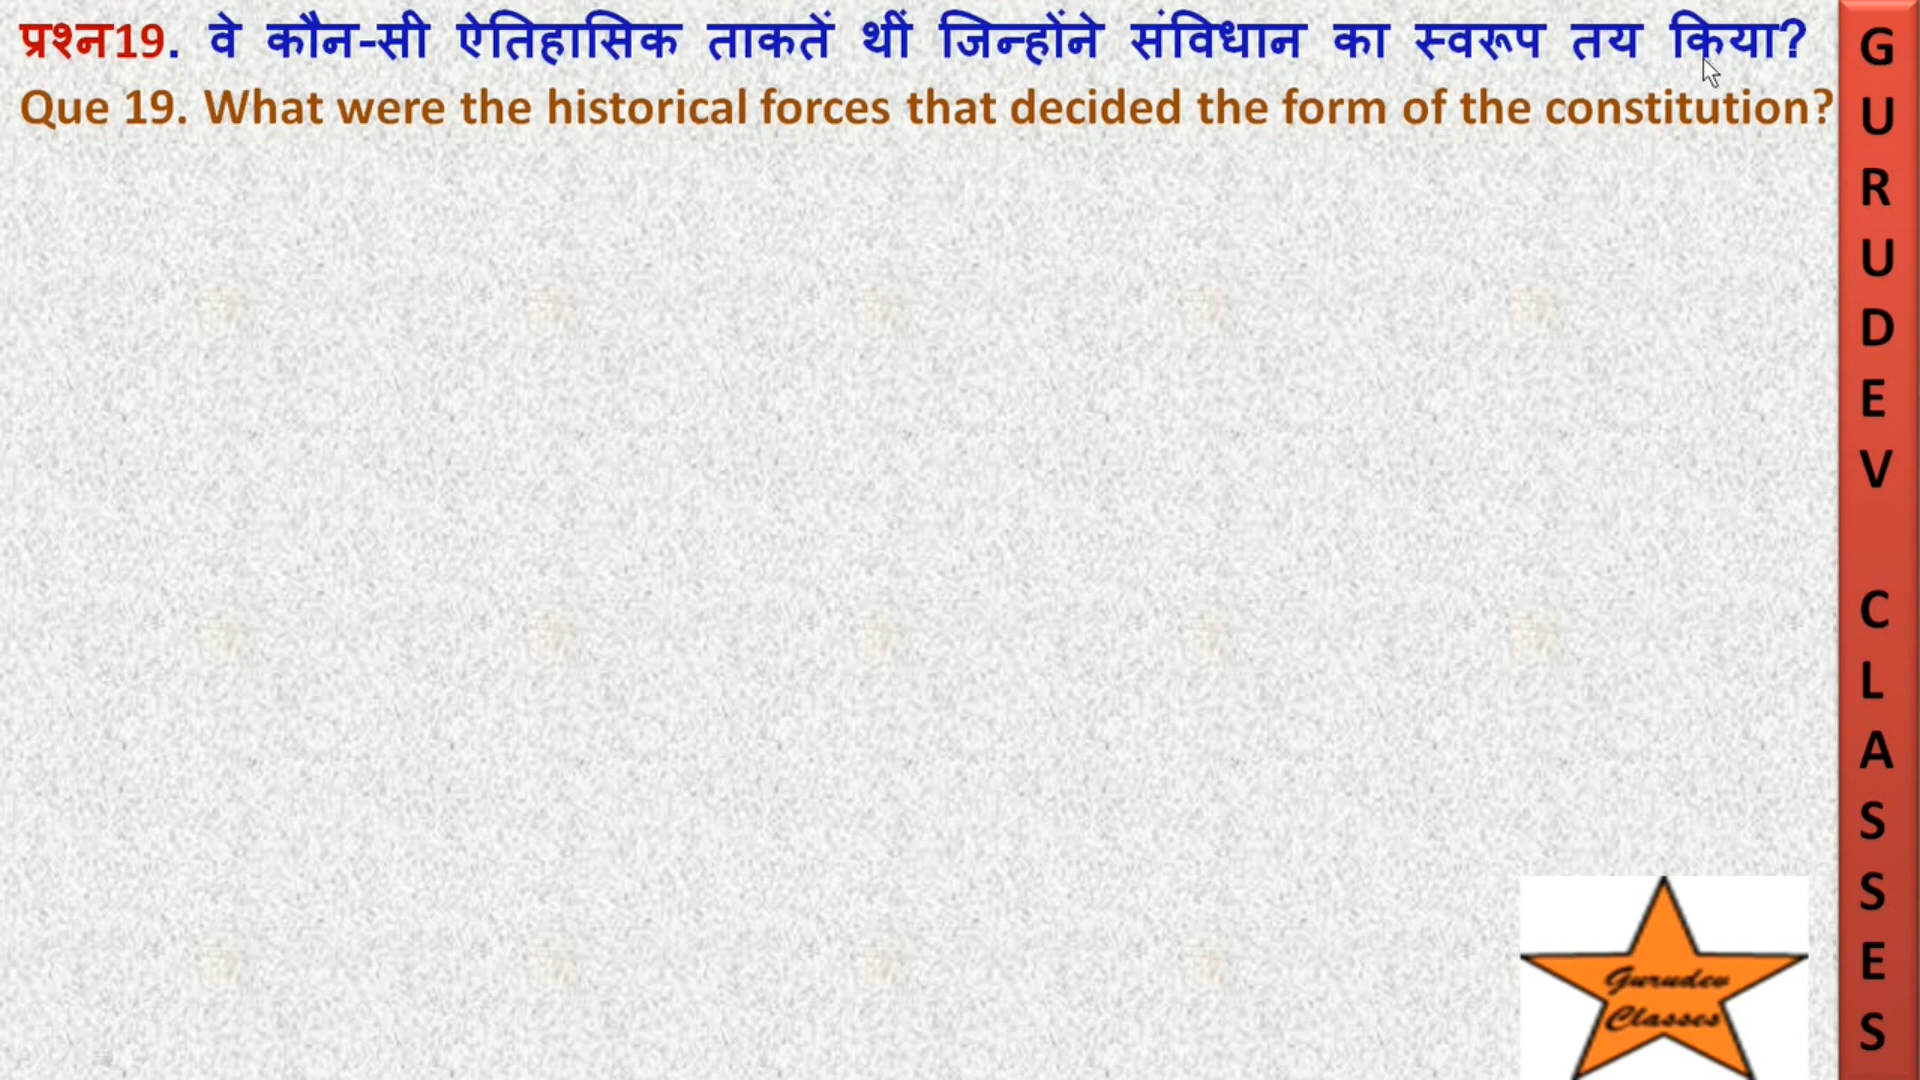 प्रश्न19. वे कौन-सी ऐतिहासिक ताकतें थीं जिन्होंने संविधान का स्वरूप तय किया?
Que 19. What were the historical forces that decided the form of the constitution?
GURUDEV CLASSES
Gurudev
Classes